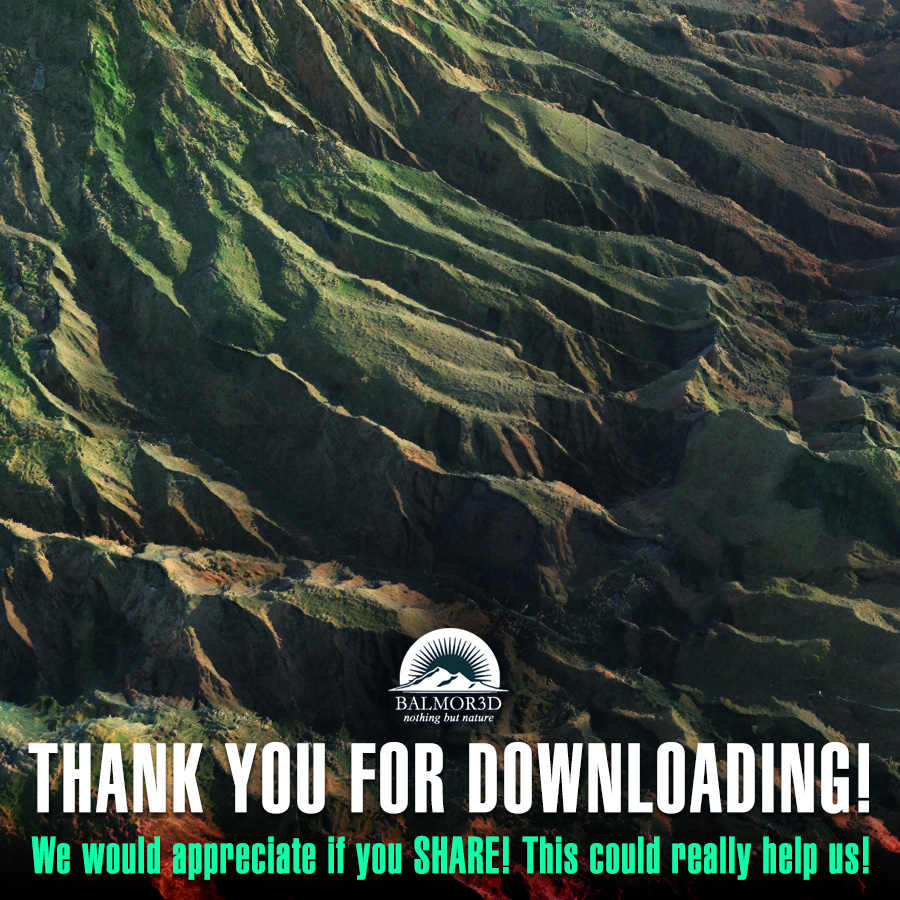 BALMOR3D
nothing but nature
THANK YOU FOR DOWNLOADING!
We would appreciate if you SHARE! This could really help us!